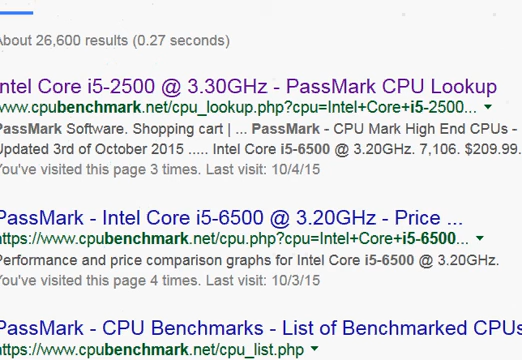 About 26,600 results (0.27 seconds)
Intel Core i5-2500 @ 3.30GHz - PassMark CPU Lookup
www.cpubenchmark.net/cpu_lookup.php?cpu=Intel+Core+i5-2500...
PassMark Software. Shopping cart | ... PassMark - CPU Mark High End CPUs -
Updated 3rd of October 2015 ..... Intel Core i5-6500 @ 3.20GHz. 7,106. $209.99.
You've visited this page 3 times. Last visit: 10/4/15
PassMark - Intel Core i5-6500 @ 3.20GHz - Price ...
https://www.cpubenchmark.net/cpu.php?cpu=Intel+Core+i5-6500...
Performance and price comparison graphs for Intel Core i5-6500 @ 3.20GHz.
You've visited this page 4 times. Last visit: 10/3/15
PassMark - CPU Benchmarks - List of Benchmarked CPUs
https://www.cpubenchmark.net/cpu_list.php